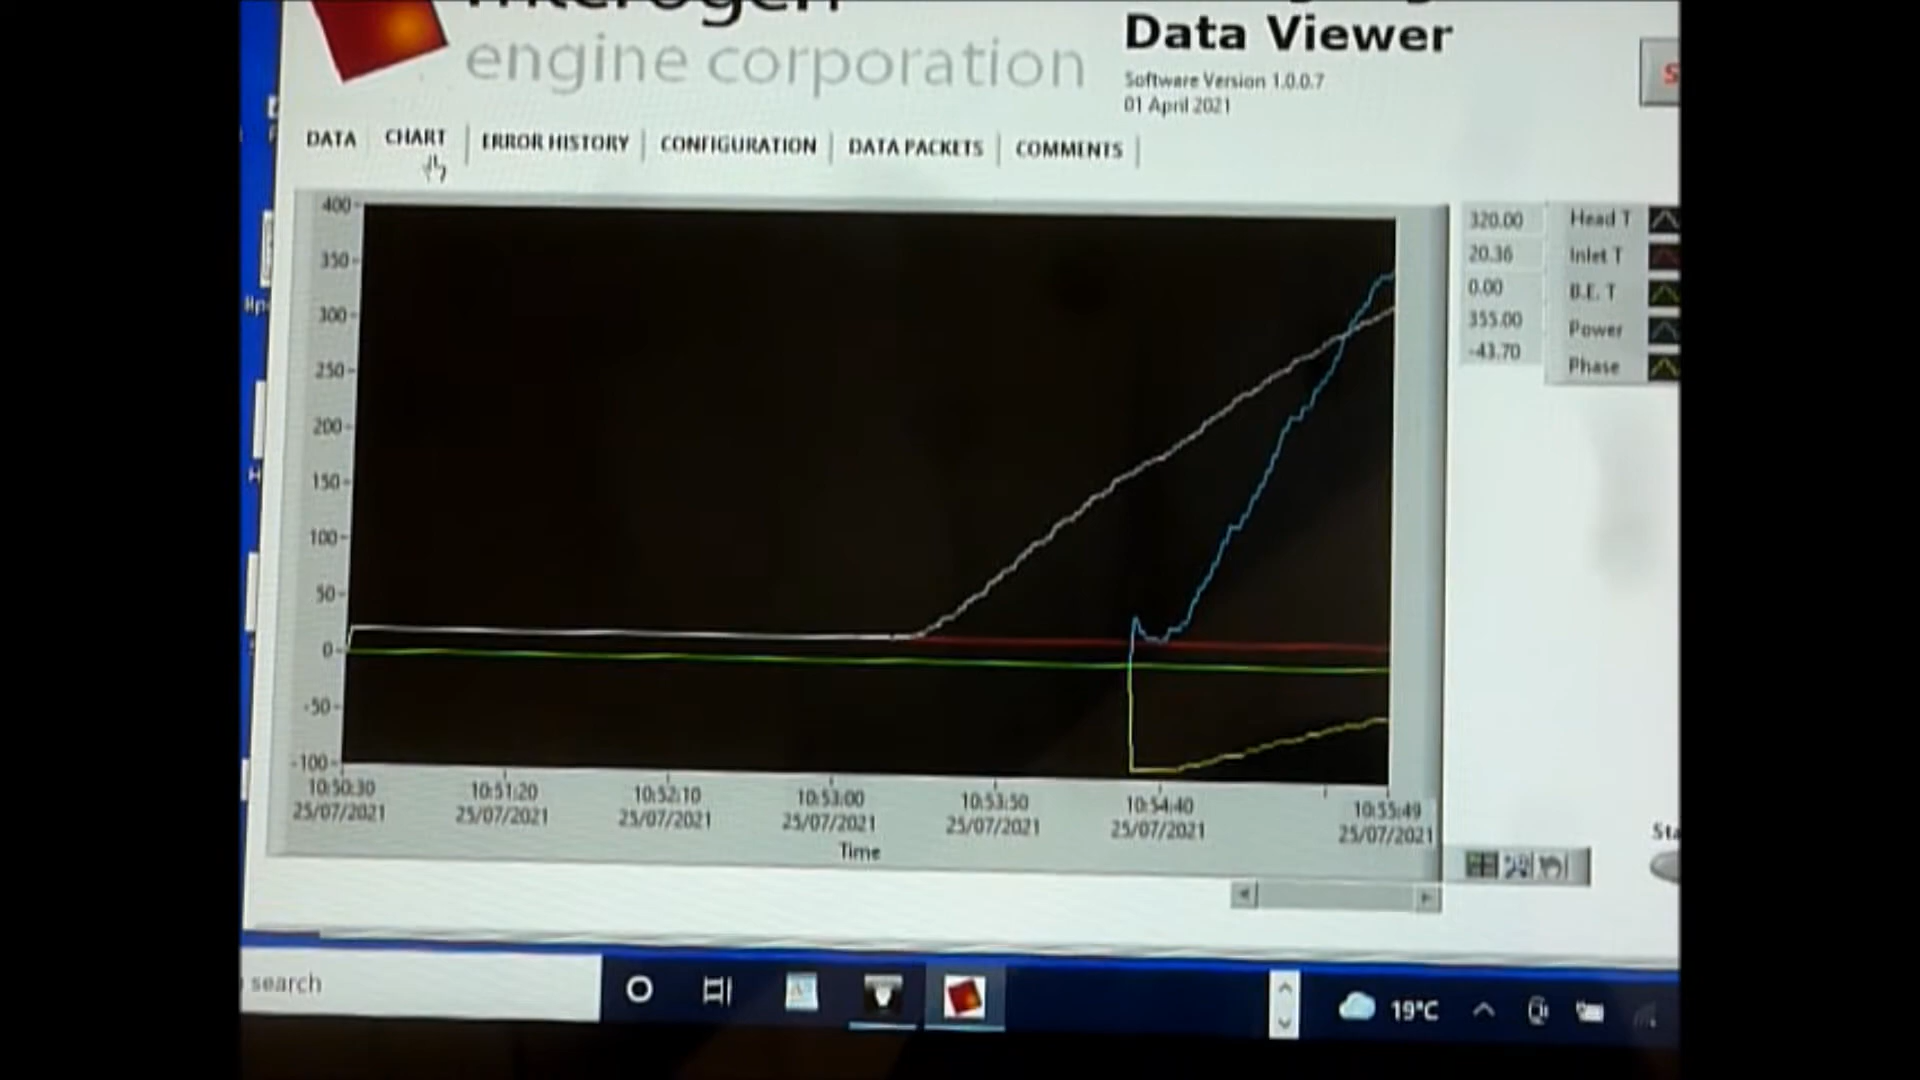 engine corporation
Data Viewer
Software Version 1.0.0.7
01 April 2021
DATA CHART ERROR HISTORY CONFIGURATION DATA PACKETS COMMENTS
400
350
300
250
200
150
100
50
0
-50
-100
320.00 Head T
20.36 Inlet T
0.00 B.E. T
355.00 Power
-43.70 Phase
10:50:30 10:51:20 10:52:10 10:53:00 10:53:50 10:54:40 10:55:49
25/07/2021 25/07/2021 25/07/2021 25/07/2021 25/07/2021 25/07/2021 25/07/2021
Time
search
19°C